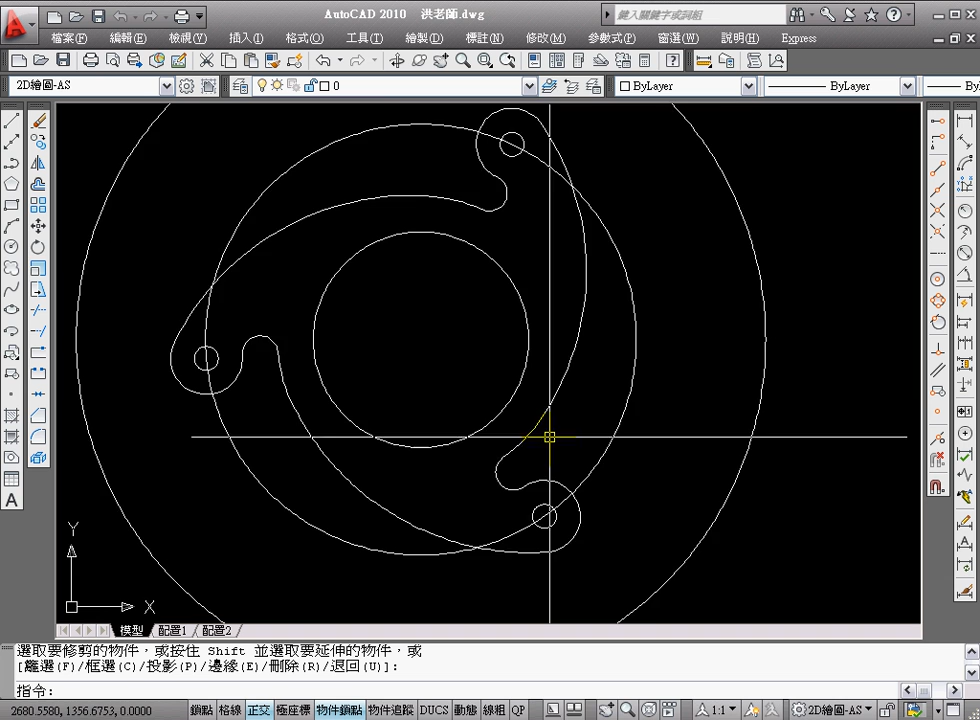 AutoCAD 2010 洪老師.dwg
鍵入關鍵字或詞組
檔案(F) 編輯(E) 檢視(V) 插入(I) 格式(O) 工具(T) 繪製(D) 標註(N) 修改(M) 參數式(P) 窗選(W) 說明(H) Express
2D繪圖-AS 0 ByLayer ByLayer By
A
A
Y
X
模型 配置1 配置2
選取要修剪的物件，或按住 Shift 並選取要延伸的物件，或
[籬選(F)/框選(C)/投影(P)/邊緣(E)/刪除(R)/退回(U)]:
指令:
2680.5580, 1356.6753, 0.0000 鎖點 格線 正交 極座標 物件鎖點 物件追蹤 DUCS 動態 線粗 QP 1:1 2D繪圖-AS